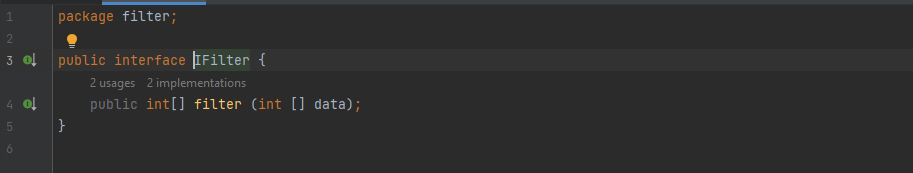 1 package filter;
2
3 public interface IFilter {
2 usages 2 implementations
4 public int[] filter (int [] data);
5 }
6